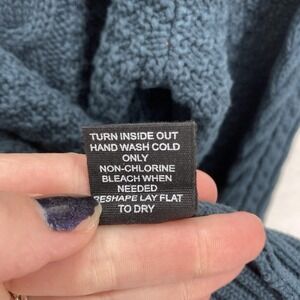 TURN INSIDE OUT
HAND WASH COLD
ONLY
NON-CHLORINE
BLEACH WHEN
NEEDED
RESHAPE LAY FLAT
TO DRY